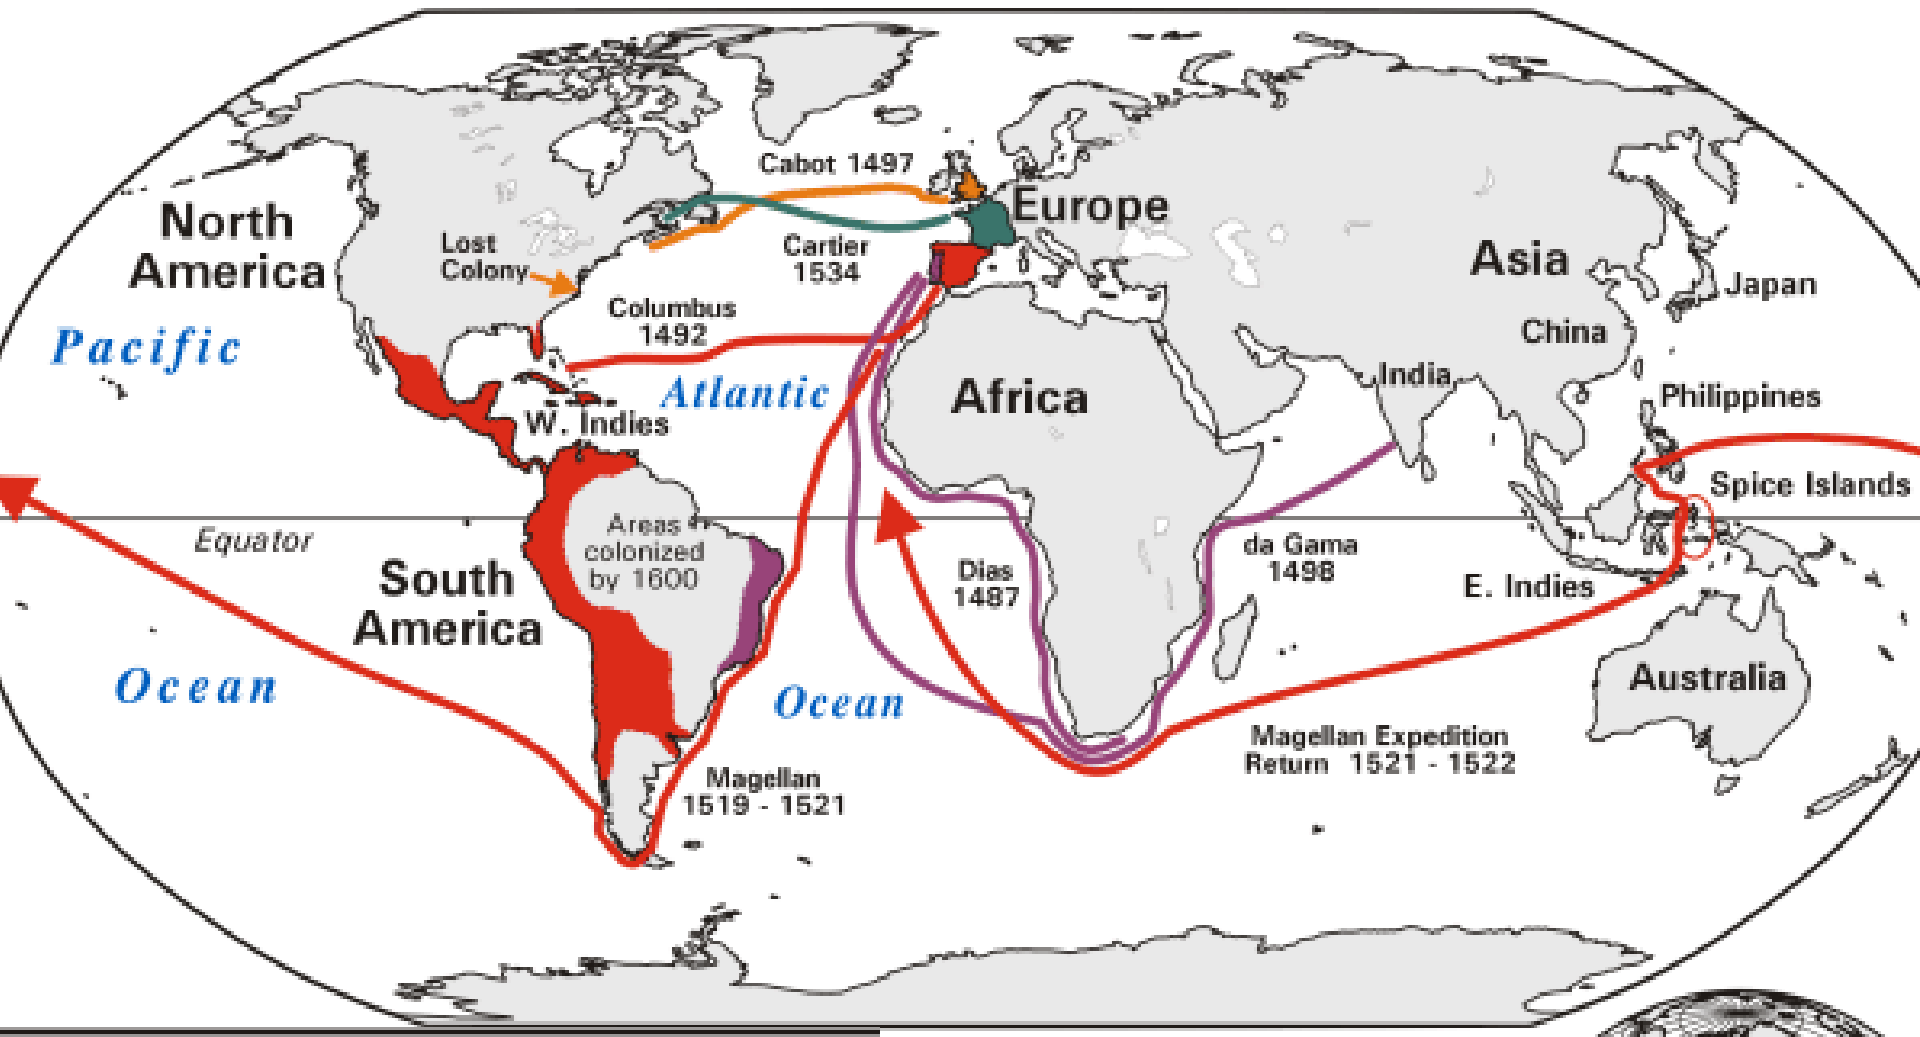 Cabot 1497
Europe
North
America
Lost
Colony
Cartier
1534
Asia
Japan
Columbus
1492
China
Pacific
India
Atlantic
Africa
Philippines
W. Indies
Spice Islands
Equator
Areas
colonized
by 1600
da Gama
1498
South
America
Dias
1487
E. Indies
Ocean
Ocean
Australia
Magellan
1519 - 1521
Magellan Expedition
Return 1521 - 1522